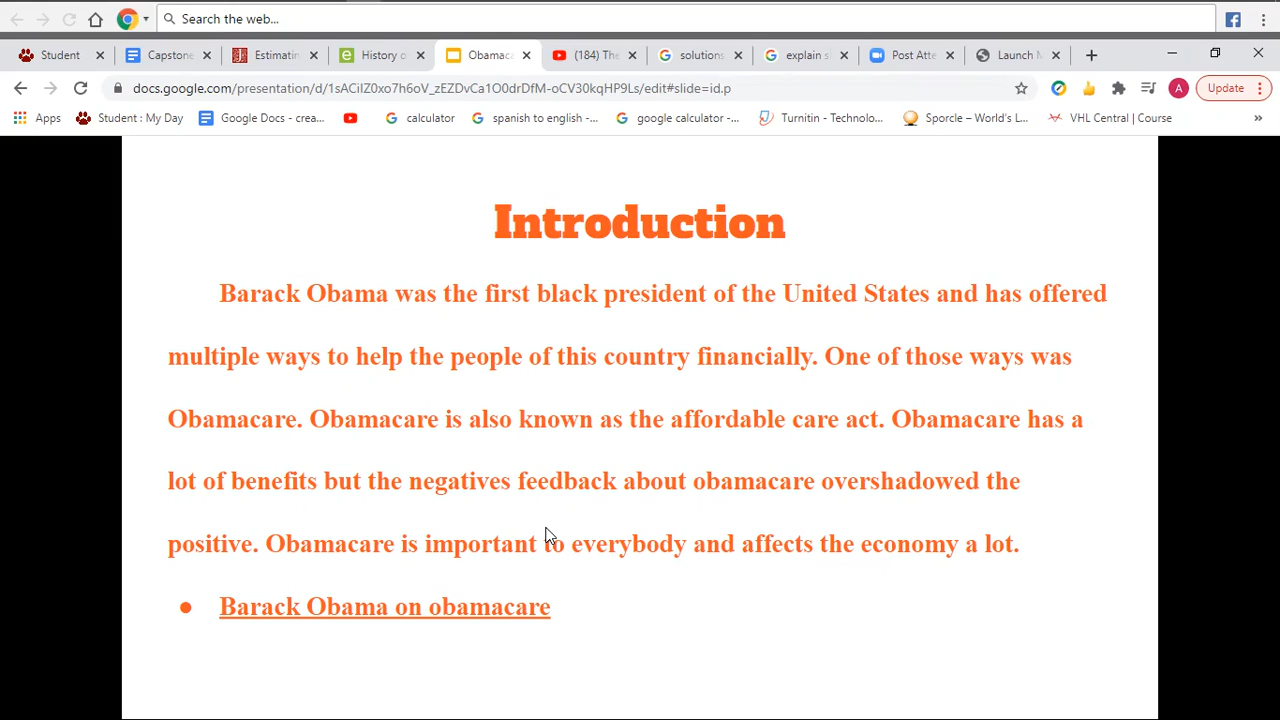 Search the web...
Student
Capstone
Estimatin
History o
Obamaca
(184) The
solutions
explain s
Post Atte
Launch M
docs.google.com/presentation/d/1sACiIZ0xo7h6oV_zEZDvCa1O0drDfM-oCV30kqHP9Ls/edit#slide=id.p
A
Update
Apps
Student : My Day
Google Docs - crea...
calculator
spanish to english -...
google calculator -...
Turnitin - Technolo...
Sporcle – World's L...
VHL Central | Course
»
Introduction
Barack Obama was the first black president of the United States and has offered
multiple ways to help the people of this country financially. One of those ways was
Obamacare. Obamacare is also known as the affordable care act. Obamacare has a
lot of benefits but the negatives feedback about obamacare overshadowed the
positive. Obamacare is important to everybody and affects the economy a lot.
● Barack Obama on obamacare